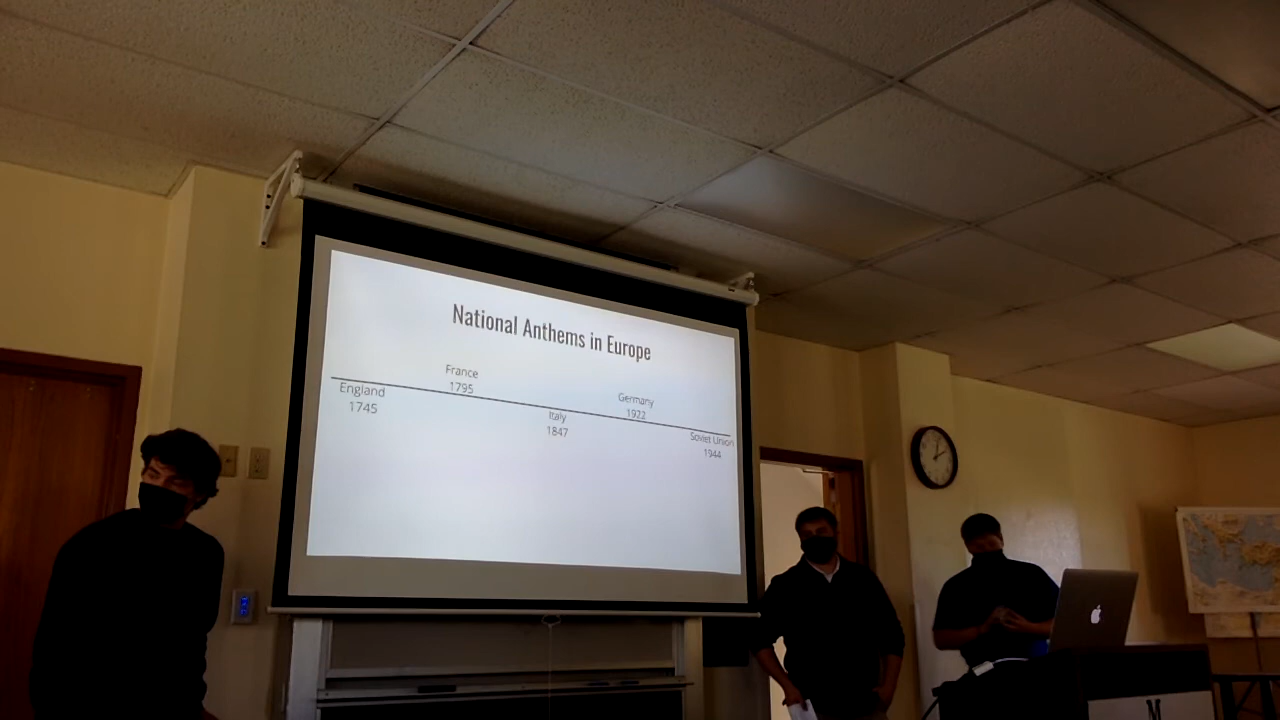 National Anthems in Europe
France
1795
England
1745
Germany
1922
Italy
1847
Soviet Union
1944
N